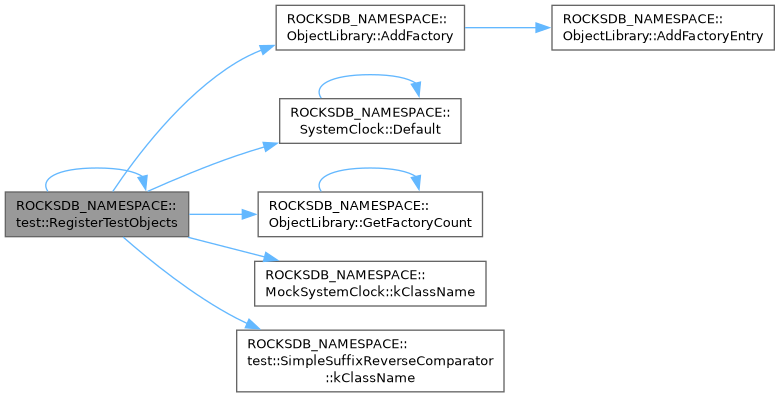 ROCKSDB_NAMESPACE::
test::RegisterTestObjects
ROCKSDB_NAMESPACE::
ObjectLibrary::AddFactory
ROCKSDB_NAMESPACE::
ObjectLibrary::AddFactoryEntry
ROCKSDB_NAMESPACE::
SystemClock::Default
ROCKSDB_NAMESPACE::
ObjectLibrary::GetFactoryCount
ROCKSDB_NAMESPACE::
MockSystemClock::kClassName
ROCKSDB_NAMESPACE::
test::SimpleSuffixReverseComparator
::kClassName